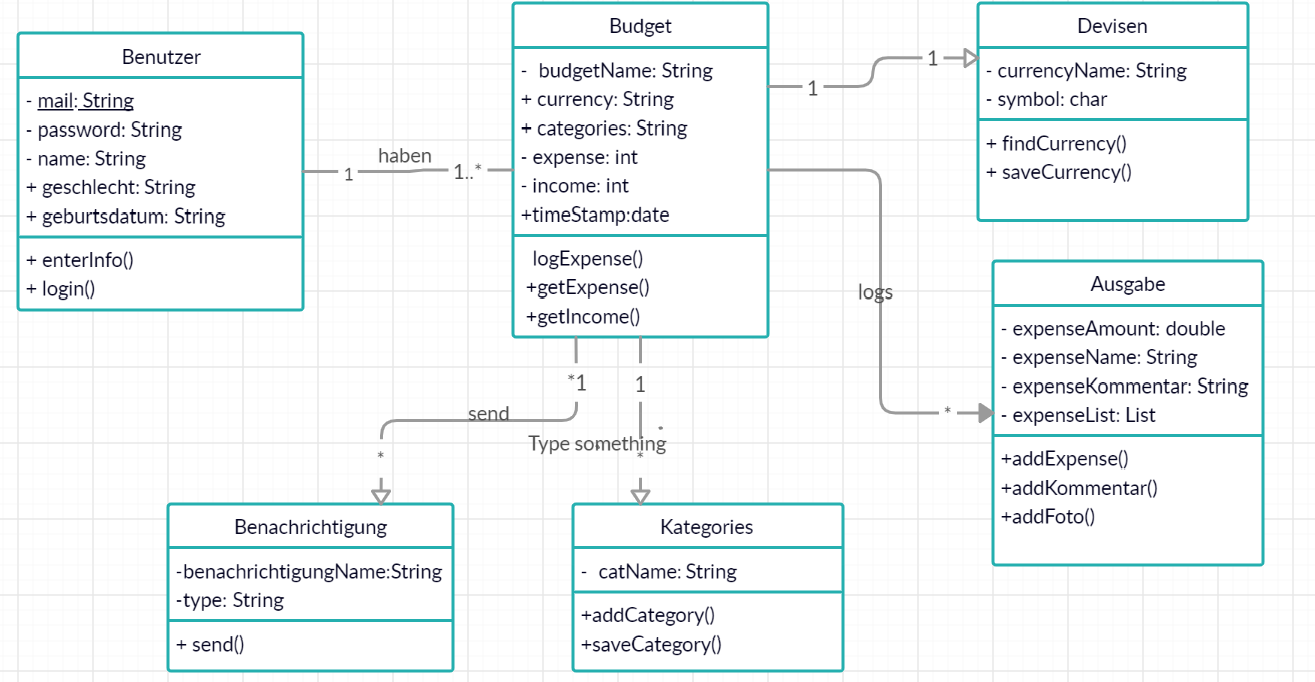 Benutzer
- mail: String
- password: String
- name: String
+ geschlecht: String
+ geburtsdatum: String
+ enterInfo()
+ login()
1
haben
1..*
Budget
- budgetName: String
+ currency: String
+ categories: String
- expense: int
- income: int
+timeStamp:date
logExpense()
+getExpense()
+getIncome()
1
1
Devisen
- currencyName: String
- symbol: char
+ findCurrency()
+ saveCurrency()
logs
*
Ausgabe
- expenseAmount: double
- expenseName: String
- expenseKommentar: String
- expenseList: List
+addExpense()
+addKommentar()
+addFoto()
*1
send
*
1
Type something
*
Benachrichtigung
-benachrichtigungName:String
-type: String
+ send()
Kategories
- catName: String
+addCategory()
+saveCategory()